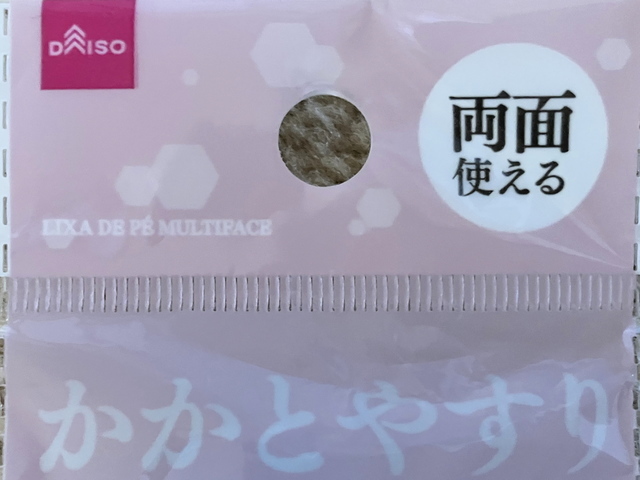 DAISO
両面
使える
LIXA DE PÉ MULTIFACE
かかとやすり